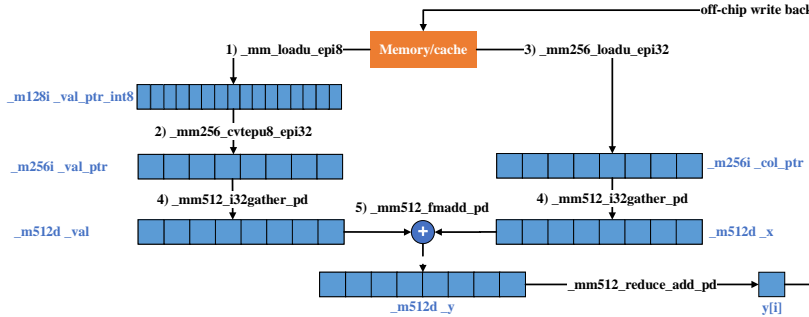 off-chip write back
1) _mm_loadu_epi8
Memory/cache
3) _mm256_loadu_epi32
_m128i _val_ptr_int8
2) _mm256_cvtepu8_epi32
_m256i _val_ptr
_m256i _col_ptr
4) _mm512_i32gather_pd
5) _mm512_fmadd_pd
4) _mm512_i32gather_pd
_m512d _val
+
_m512d _x
_mm512_reduce_add_pd
_m512d _y
y[i]